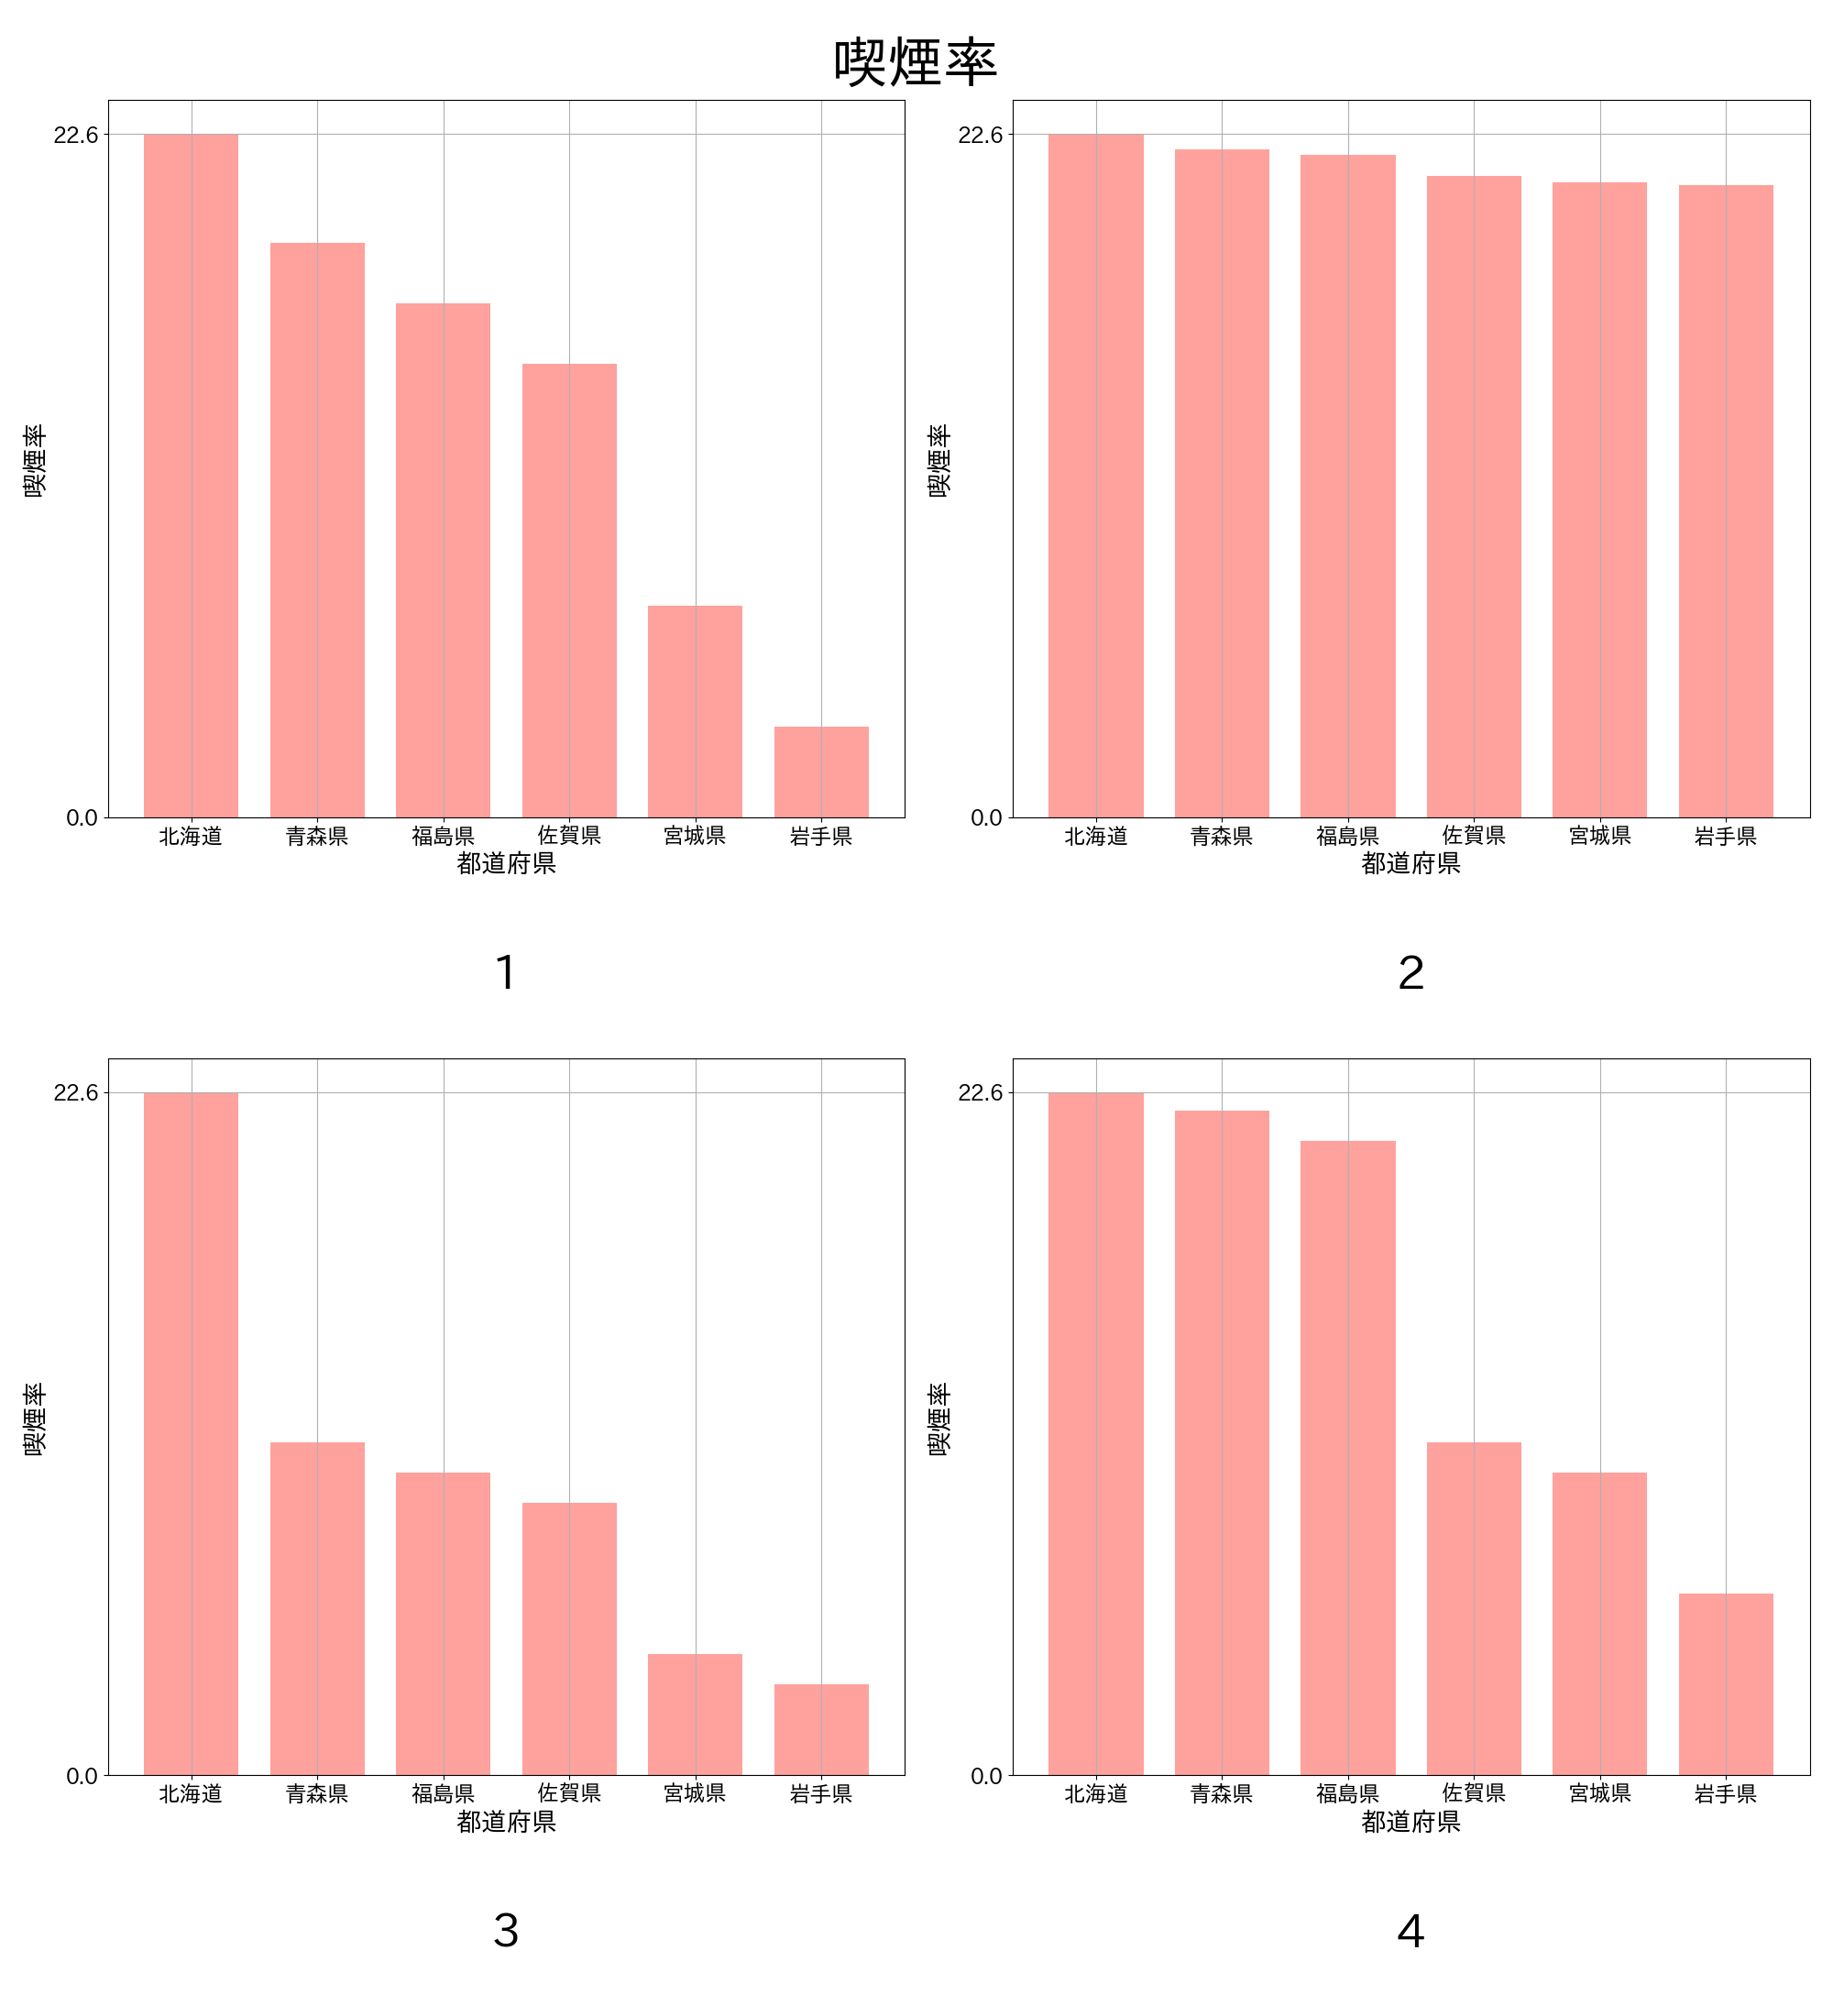 喫煙率
22.6
喫煙率
0.0
北海道 青森県 福島県 佐賀県 宮城県 岩手県
都道府県
1
22.6
喫煙率
0.0
北海道 青森県 福島県 佐賀県 宮城県 岩手県
都道府県
2
22.6
喫煙率
0.0
北海道 青森県 福島県 佐賀県 宮城県 岩手県
都道府県
3
22.6
喫煙率
0.0
北海道 青森県 福島県 佐賀県 宮城県 岩手県
都道府県
4